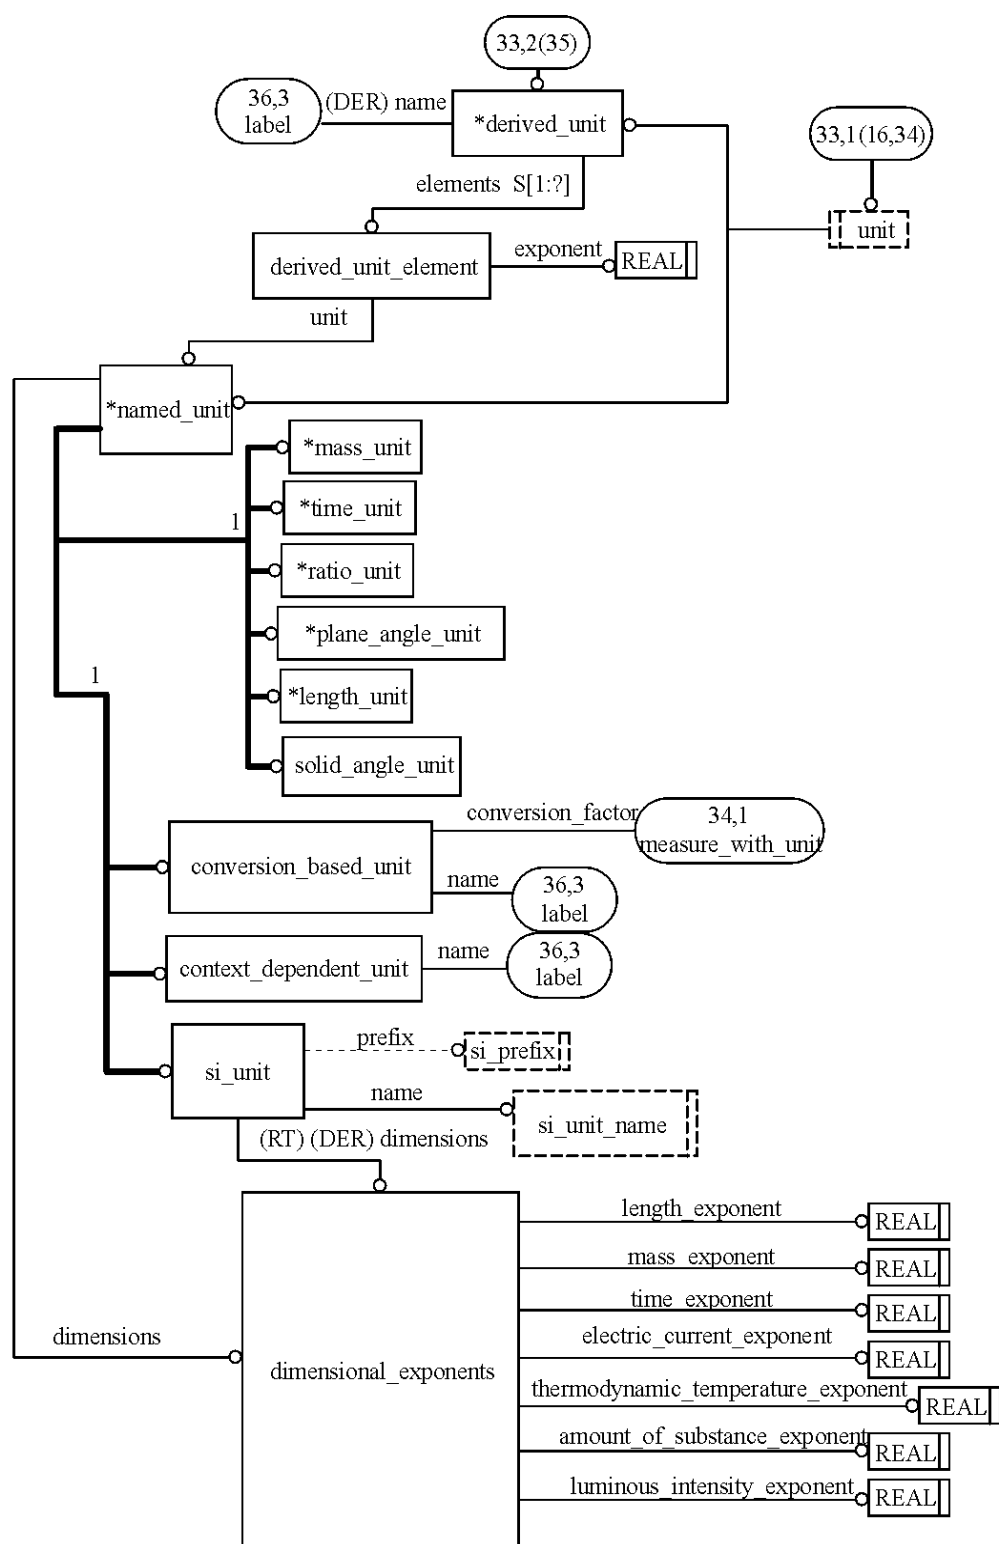 33,2(35)
36,3
label
(DER) name
*derived_unit
33,1(16,34)
elements S[1:?]
unit
derived_unit_element
exponent
REAL
unit
*named_unit
*mass_unit
1
*time_unit
*ratio_unit
*plane_angle_unit
1
*length_unit
solid_angle_unit
conversion_factor
34,1
measure_with_unit
conversion_based_unit
name
36,3
label
context_dependent_unit
name
36,3
label
si_unit
prefix
si_prefix
name
si_unit_name
(RT) (DER) dimensions
length_exponent
REAL
mass_exponent
REAL
time_exponent
REAL
dimensions
electric_current_exponent
REAL
dimensional_exponents
thermodynamic_temperature_exponent
REAL
amount_of_substance_exponent
REAL
luminous_intensity_exponent
REAL